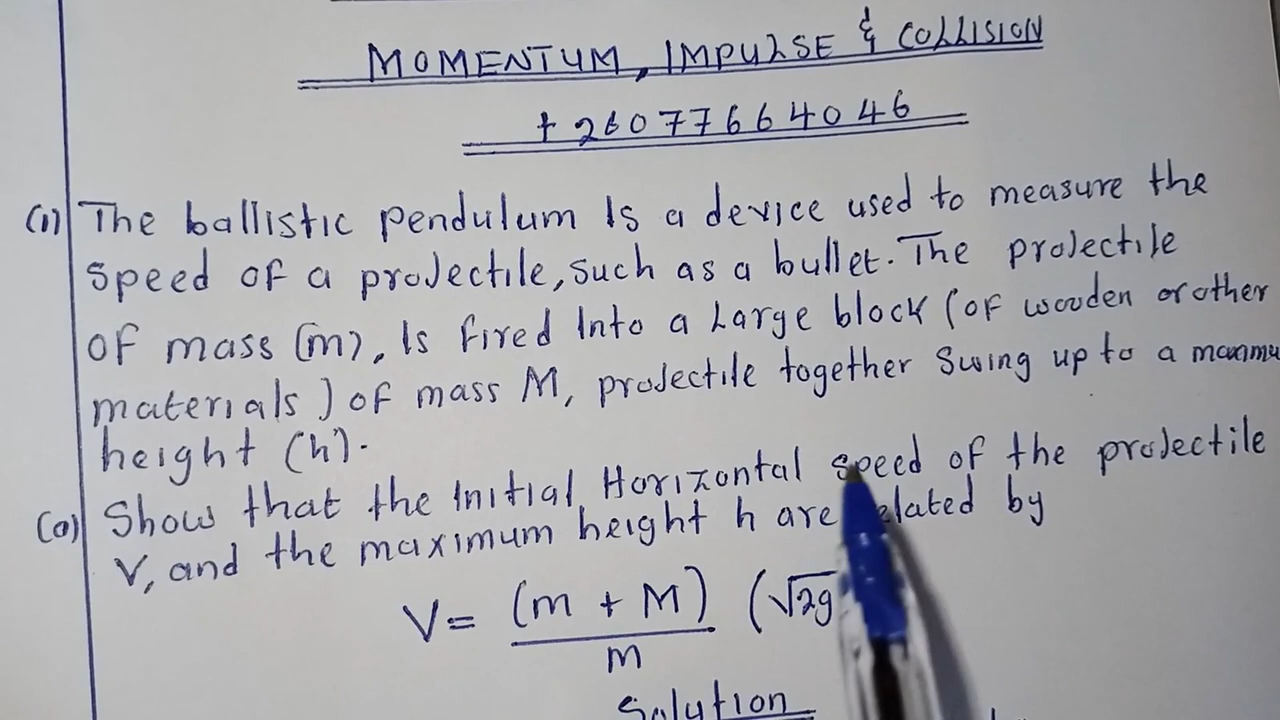 MOMENTUM, IMPULSE & COLLISION
+260776664046
(1) The ballistic pendulum Is a device used to measure the
speed of a projectile, such as a bullet. The projectile
of mass (m), Is fired Into a Large block (of wooden or other
materials) of mass M, projectile together swing up to a
height (h).
(a) Show that the Initial Horizontal speed of the projectile
V, and the maximum height h are related by
V= (m + M) (√2g
m
Solution